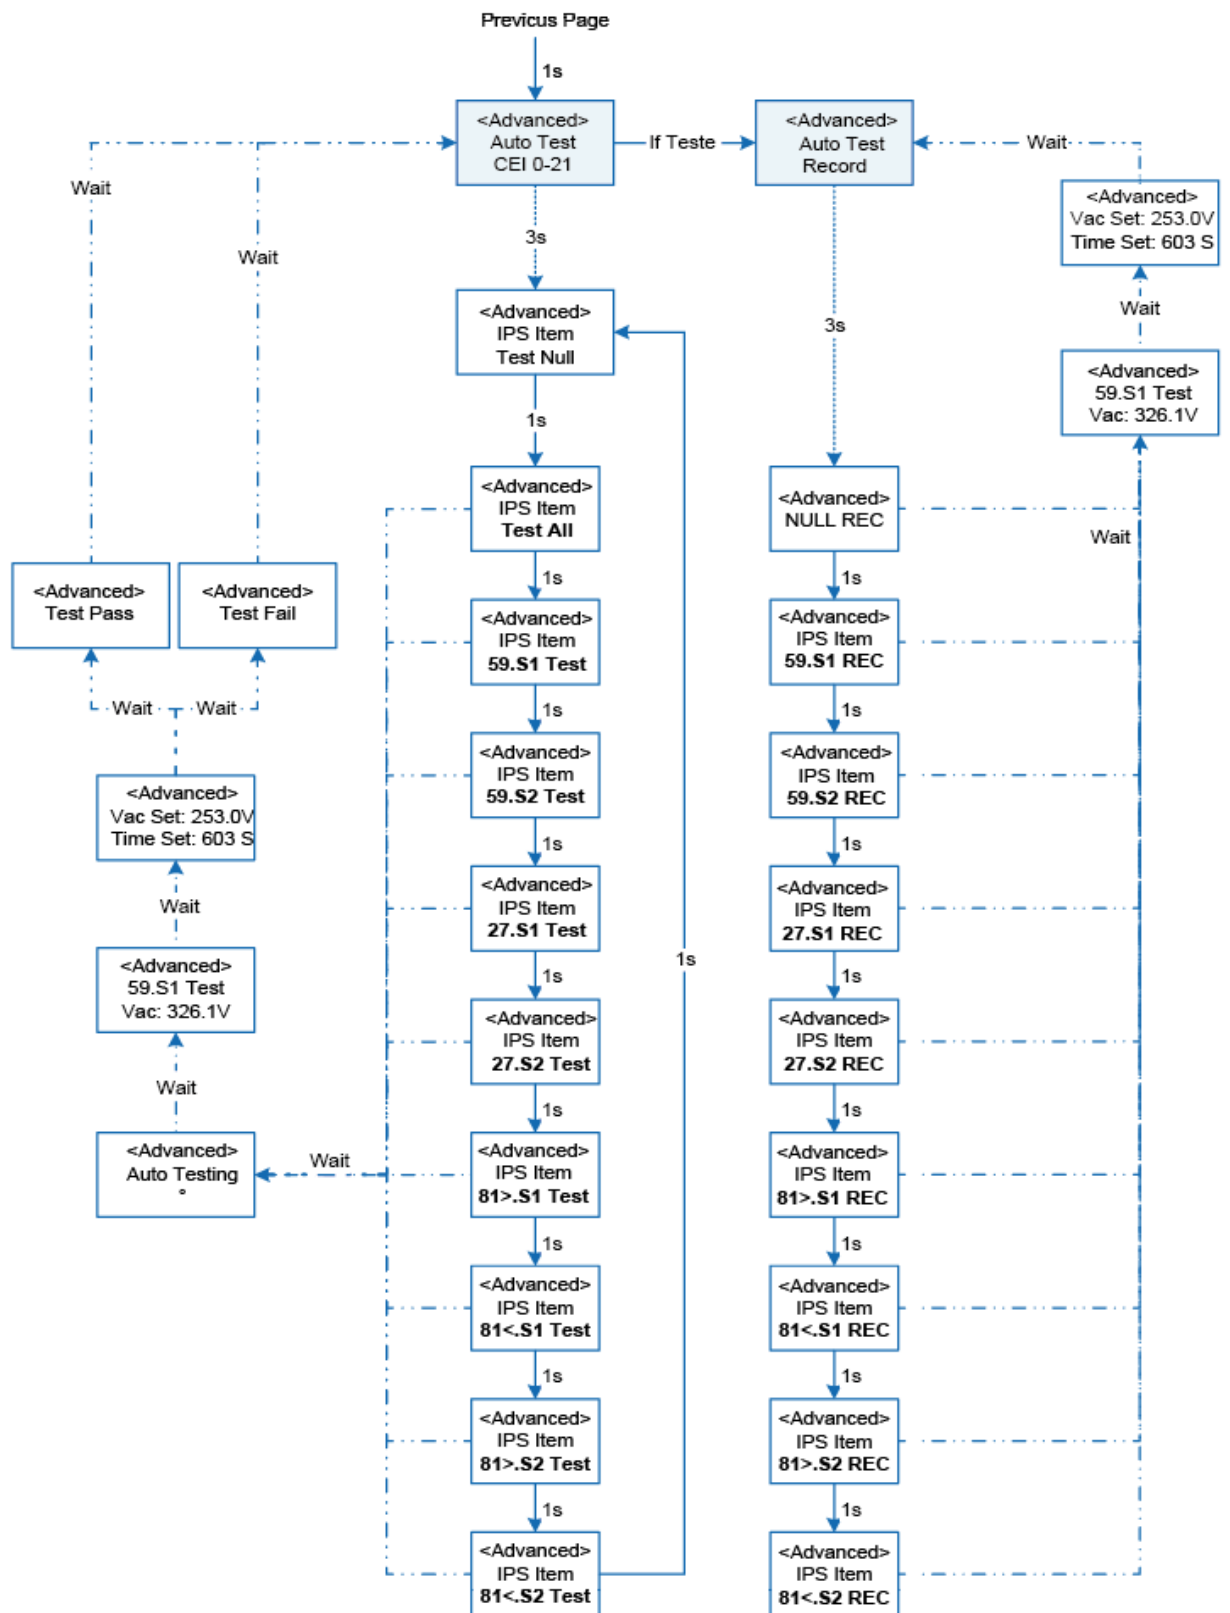 Previcus Page
1s
<Advanced>
Auto Test
CEI 0-21
If Teste
<Advanced>
Auto Test
Record
Wait
Wait
Wait
<Advanced>
Vac Set: 253.0V
Time Set: 603 S
3s
3s
Wait
<Advanced>
IPS Item
Test Null
<Advanced>
59.S1 Test
Vac: 326.1V
1s
<Advanced>
IPS Item
Test All
<Advanced>
NULL REC
Wait
1s
1s
<Advanced>
Test Pass
<Advanced>
Test Fail
<Advanced>
IPS Item
59.S1 Test
<Advanced>
IPS Item
59.S1 REC
Wait
Wait
1s
1s
<Advanced>
Vac Set: 253.0V
Time Set: 603 S
<Advanced>
IPS Item
59.S2 Test
<Advanced>
IPS Item
59.S2 REC
1s
1s
Wait
<Advanced>
IPS Item
27.S1 Test
<Advanced>
IPS Item
27.S1 REC
1s
<Advanced>
59.S1 Test
Vac: 326.1V
1s
1s
<Advanced>
IPS Item
27.S2 Test
<Advanced>
IPS Item
27.S2 REC
Wait
1s
1s
<Advanced>
Auto Testing
Wait
<Advanced>
IPS Item
81>.S1 Test
<Advanced>
IPS Item
81>.S1 REC
1s
1s
<Advanced>
IPS Item
81<.S1 Test
<Advanced>
IPS Item
81<.S1 REC
1s
1s
<Advanced>
IPS Item
81>.S2 Test
<Advanced>
IPS Item
81>.S2 REC
1s
1s
<Advanced>
IPS Item
81<.S2 Test
<Advanced>
IPS Item
81<.S2 REC